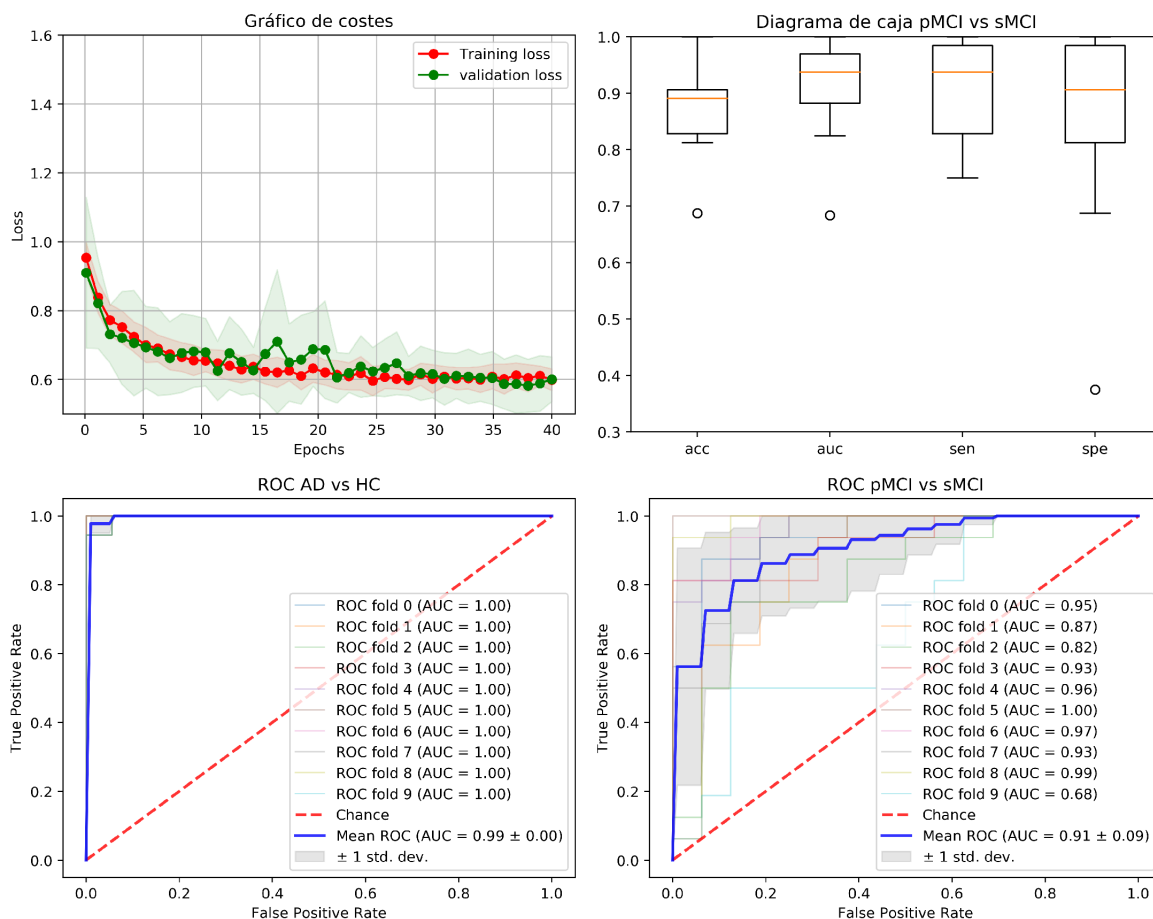 Gráfico de costes
1.6
1.4
1.2
1.0
0.8
0.6
Loss
0 5 10 15 20 25 30 35 40
Epochs
Training loss
validation loss
Diagrama de caja pMCI vs sMCI
1.0
0.9
0.8
0.7
0.6
0.5
0.4
0.3
acc auc sen spe
ROC AD vs HC
1.0
0.8
0.6
0.4
0.2
0.0
True Positive Rate
0.0 0.2 0.4 0.6 0.8 1.0
False Positive Rate
ROC fold 0 (AUC = 1.00)
ROC fold 1 (AUC = 1.00)
ROC fold 2 (AUC = 1.00)
ROC fold 3 (AUC = 1.00)
ROC fold 4 (AUC = 1.00)
ROC fold 5 (AUC = 1.00)
ROC fold 6 (AUC = 1.00)
ROC fold 7 (AUC = 1.00)
ROC fold 8 (AUC = 1.00)
ROC fold 9 (AUC = 1.00)
Chance
Mean ROC (AUC = 0.99 ± 0.00)
± 1 std. dev.
ROC pMCI vs sMCI
1.0
0.8
0.6
0.4
0.2
0.0
True Positive Rate
0.0 0.2 0.4 0.6 0.8 1.0
False Positive Rate
ROC fold 0 (AUC = 0.95)
ROC fold 1 (AUC = 0.87)
ROC fold 2 (AUC = 0.82)
ROC fold 3 (AUC = 0.93)
ROC fold 4 (AUC = 0.96)
ROC fold 5 (AUC = 1.00)
ROC fold 6 (AUC = 0.97)
ROC fold 7 (AUC = 0.93)
ROC fold 8 (AUC = 0.99)
ROC fold 9 (AUC = 0.68)
Chance
Mean ROC (AUC = 0.91 ± 0.09)
± 1 std. dev.